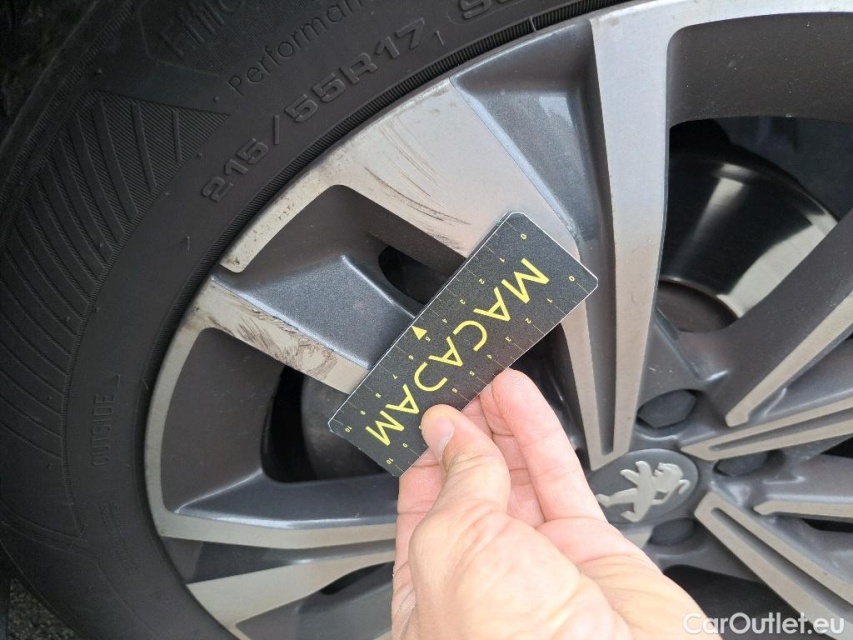 Performan
215/55R17
OUTSIDE
MACADAM
CarOutlet.eu